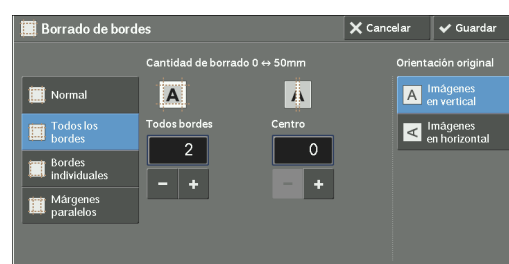 Borrado de bordes
Cancelar
Guardar
Cantidad de borrado 0 ↔ 50mm
Orientación original
Normal
Todos los
bordes
Bordes
individuales
Márgenes
paralelos
A
A
Todos bordes
Centro
2
0
−
+
−
+
A
Imágenes
en vertical
A
Imágenes
en horizontal